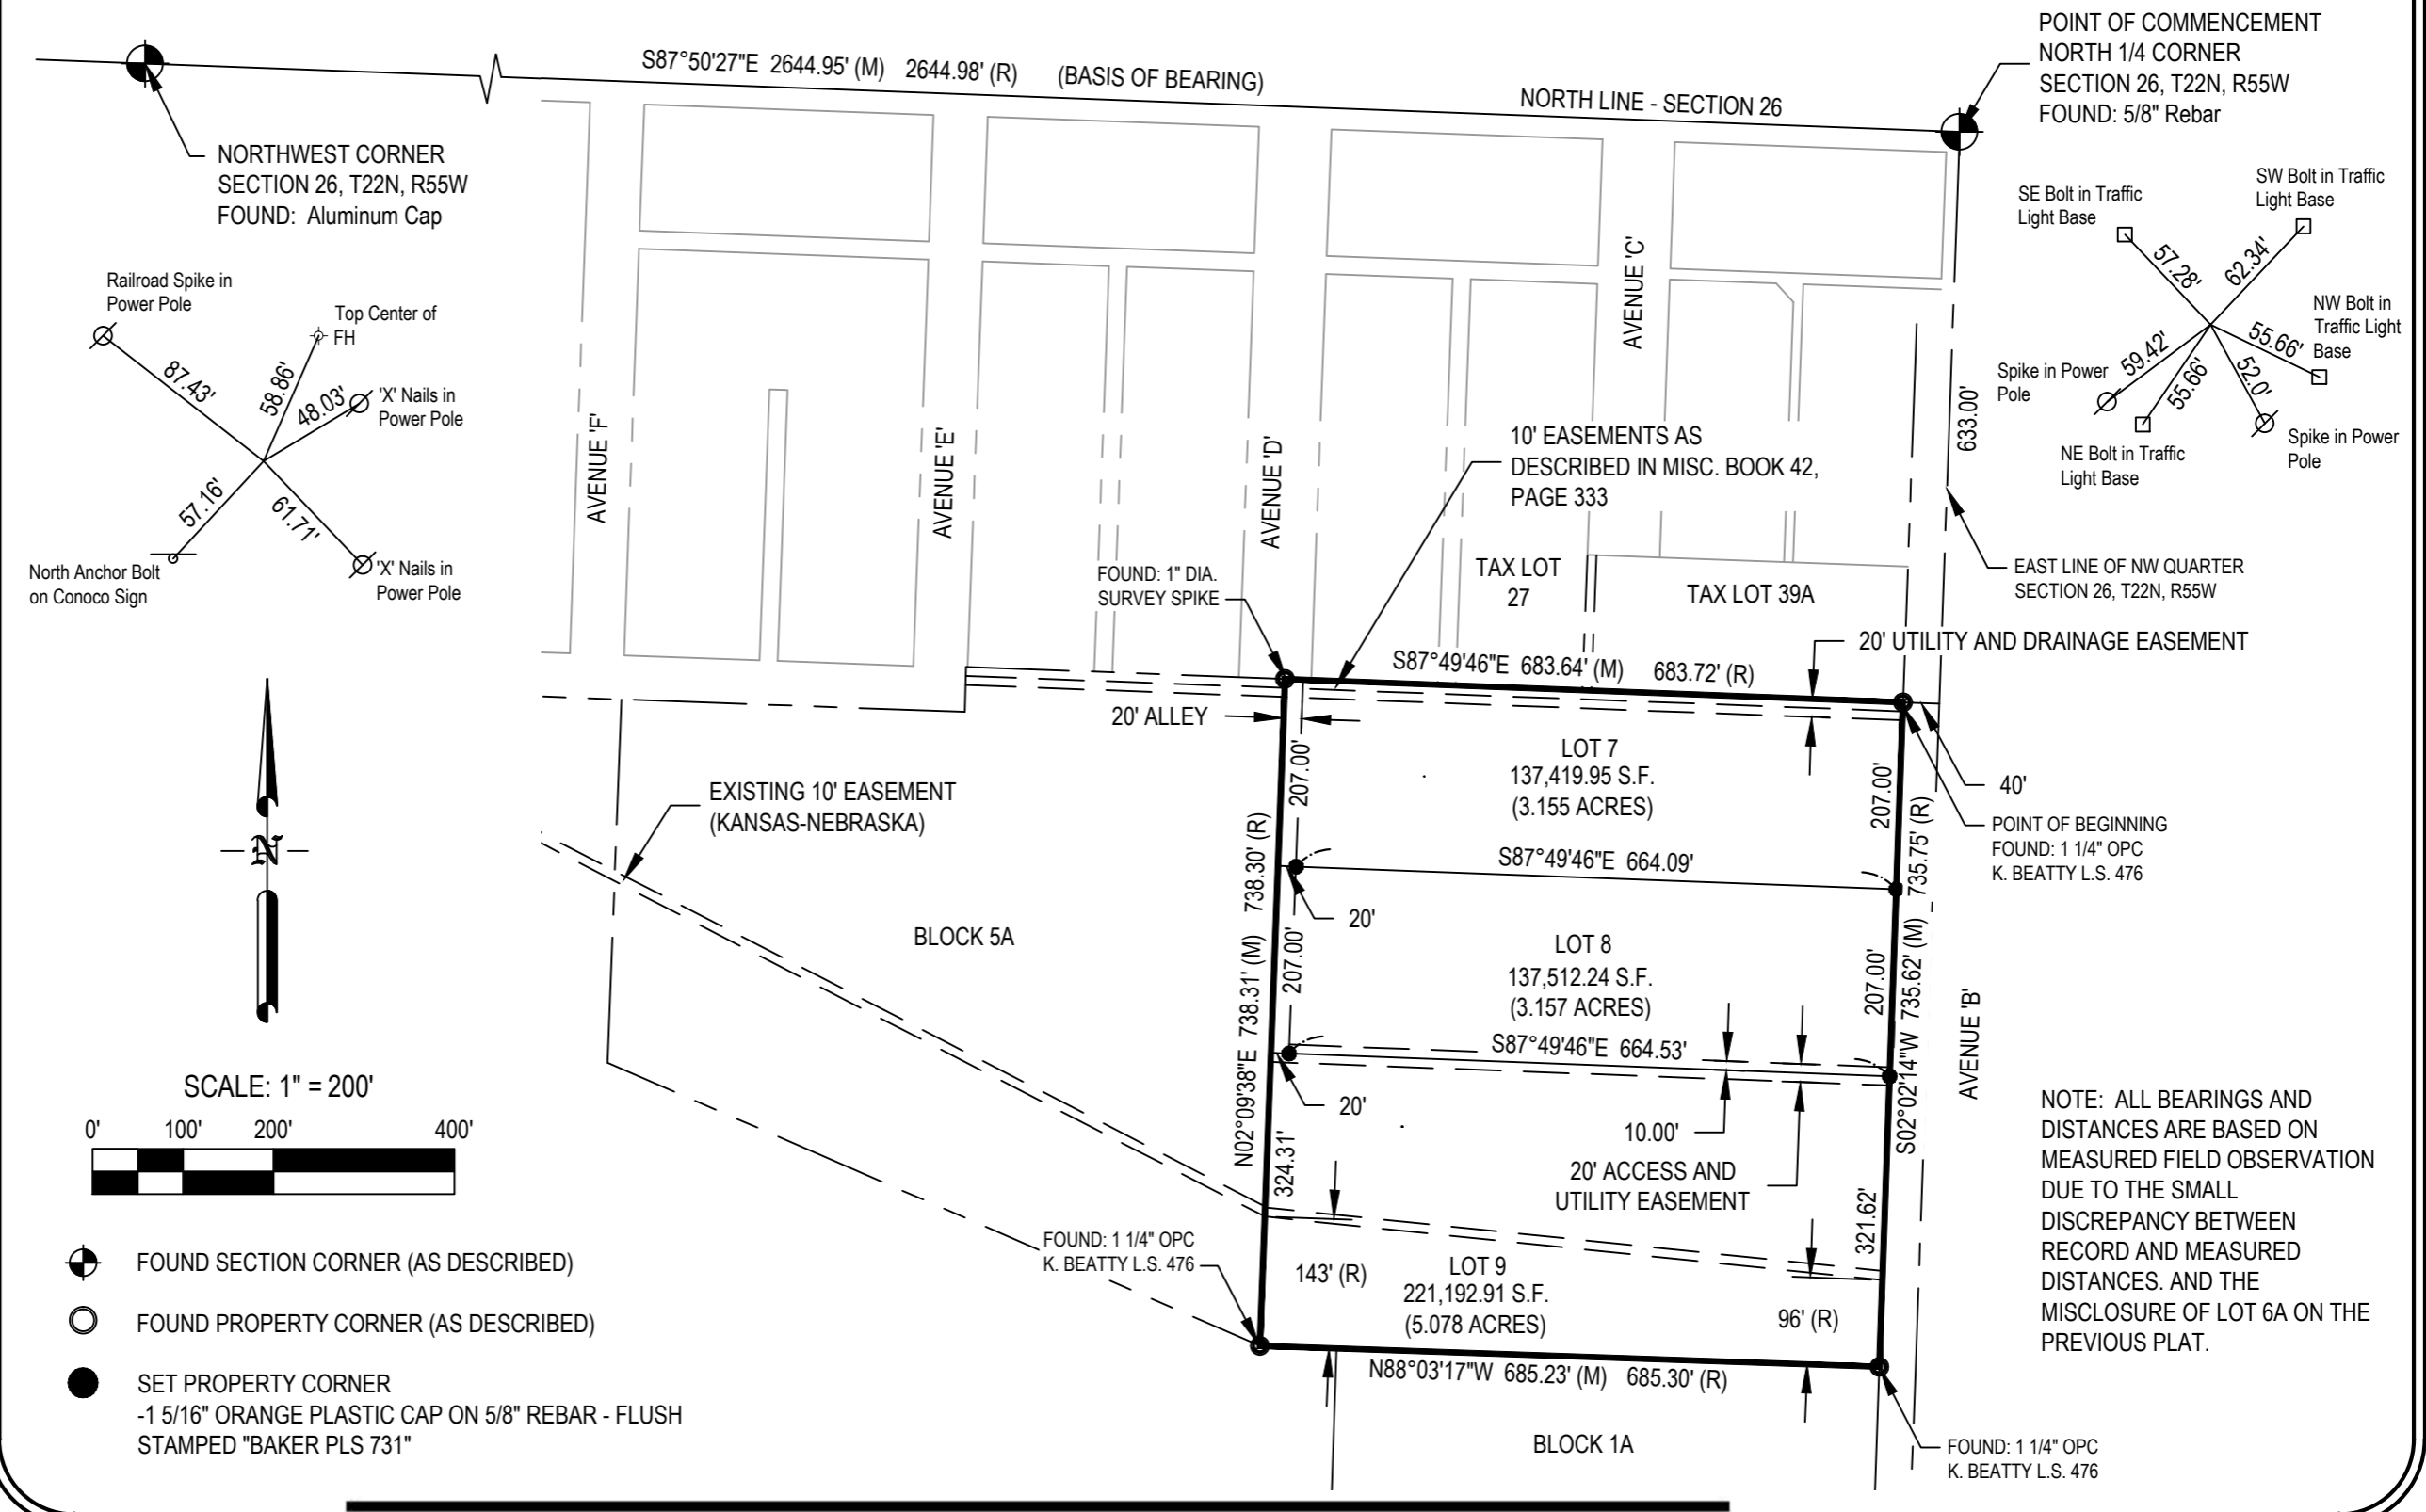 S87°50'27"E 2644.95' (M) 2644.98' (R) (BASIS OF BEARING)
NORTH LINE - SECTION 26
POINT OF COMMENCEMENT
NORTH 1/4 CORNER
SECTION 26, T22N, R55W
FOUND: 5/8" Rebar
NORTHWEST CORNER
SECTION 26, T22N, R55W
FOUND: Aluminum Cap
Railroad Spike in
Power Pole
Top Center of
FH
'X' Nails in
Power Pole
87.43'
58.86'
48.03'
57.16'
61.71'
North Anchor Bolt
on Conoco Sign
'X' Nails in
Power Pole
SE Bolt in Traffic
Light Base
SW Bolt in Traffic
Light Base
NW Bolt in
Traffic Light
Base
57.28'
62.34'
55.66'
59.42'
55.66'
52.0'
Spike in Power
Pole
NE Bolt in Traffic
Light Base
Spike in Power
Pole
AVENUE 'F'
AVENUE 'E'
AVENUE 'D'
AVENUE 'C'
633.00'
10' EASEMENTS AS
DESCRIBED IN MISC. BOOK 42,
PAGE 333
FOUND: 1" DIA.
SURVEY SPIKE
TAX LOT
27
TAX LOT 39A
EAST LINE OF NW QUARTER
SECTION 26, T22N, R55W
20' UTILITY AND DRAINAGE EASEMENT
S87°49'46"E 683.64' (M) 683.72' (R)
20' ALLEY
40'
POINT OF BEGINNING
FOUND: 1 1/4" OPC
K. BEATTY L.S. 476
LOT 7
137,419.95 S.F.
(3.155 ACRES)
207.00'
207.00'
EXISTING 10' EASEMENT
(KANSAS-NEBRASKA)
S87°49'46"E 664.09'
20'
BLOCK 5A
N02°09'38"E 738.31' (M) 738.30' (R)
S02°02'14"W 735.62' (M) 735.75' (R)
LOT 8
137,512.24 S.F.
(3.157 ACRES)
207.00'
207.00'
S87°49'46"E 664.53'
20'
AVENUE 'B'
10.00'
20' ACCESS AND
UTILITY EASEMENT
324.31'
321.62'
FOUND: 1 1/4" OPC
K. BEATTY L.S. 476
143' (R)
LOT 9
221,192.91 S.F.
(5.078 ACRES)
96' (R)
N88°03'17"W 685.23' (M) 685.30' (R)
BLOCK 1A
FOUND: 1 1/4" OPC
K. BEATTY L.S. 476
NOTE: ALL BEARINGS AND
DISTANCES ARE BASED ON
MEASURED FIELD OBSERVATION
DUE TO THE SMALL
DISCREPANCY BETWEEN
RECORD AND MEASURED
DISTANCES. AND THE
MISCLOSURE OF LOT 6A ON THE
PREVIOUS PLAT.
N
SCALE: 1" = 200'
0' 100' 200' 400'
FOUND SECTION CORNER (AS DESCRIBED)
FOUND PROPERTY CORNER (AS DESCRIBED)
SET PROPERTY CORNER
-1 5/16" ORANGE PLASTIC CAP ON 5/8" REBAR - FLUSH
STAMPED "BAKER PLS 731"